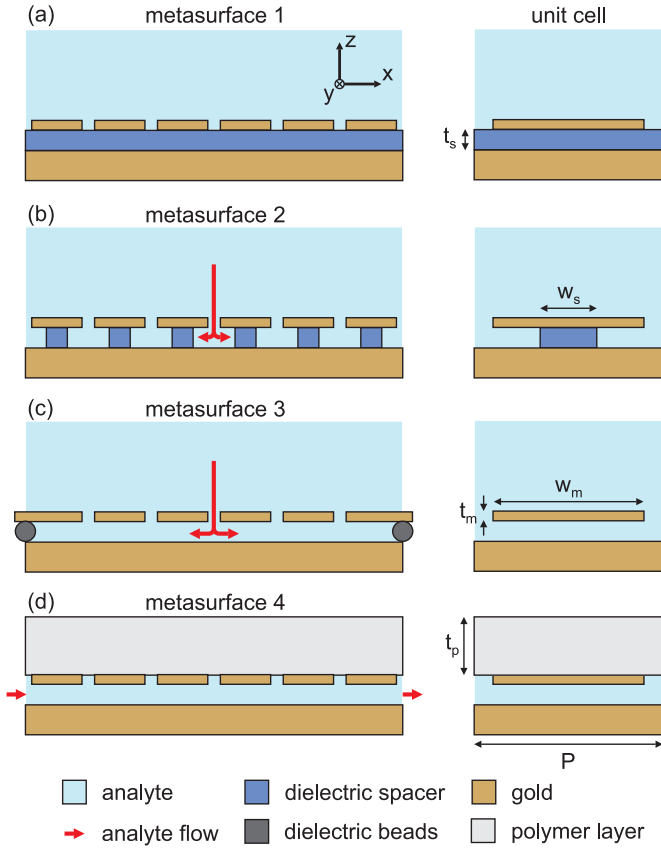 (a) metasurface 1 unit cell
z
x
y
t_s
(b) metasurface 2
w_s
(c) metasurface 3
w_m
t_m
(d) metasurface 4
t_p
P
analyte dielectric spacer gold
analyte flow dielectric beads polymer layer